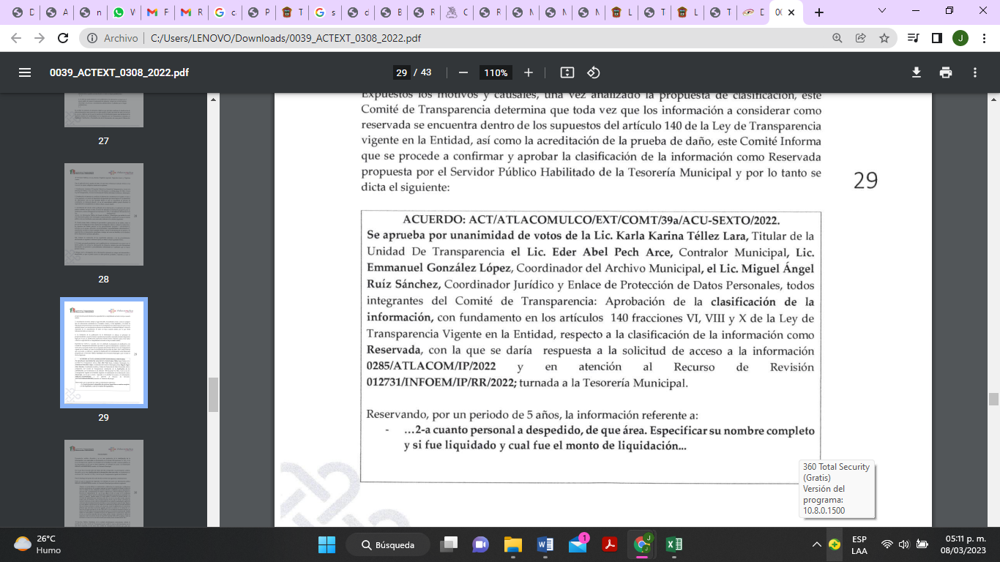 D
A
n
W
F
R
c
P
T
s
d
B
R
C
R
N
N
N
L
T
L
T
D
00
Archivo
C:/Users/LENOVO/Downloads/0039_ACTEXT_0308_2022.pdf
J
0039_ACTEXT_0308_2022.pdf
29 / 43
110%
27
28
29
Expuestos los motivos y causales, una vez analizado la propuesta de clasificación, este
Comité de Transparencia determina que toda vez que los información a considerar como
reservada se encuentra dentro de los supuestos del artículo 140 de la Ley de Transparencia
vigente en la Entidad, así como la acreditación de la prueba de daño, este Comité Informa
que se procede a confirmar y aprobar la clasificación de la información como Reservada
propuesta por el Servidor Público Habilitado de la Tesorería Municipal y por lo tanto se
dicta el siguiente:
29
ACUERDO: ACT/ATLACOMULCO/EXT/COMT/39a/ACU-SEXTO/2022.
Se aprueba por unanimidad de votos de la Lic. Karla Karina Téllez Lara, Titular de la
Unidad De Transparencia el Lic. Eder Abel Pech Arce, Contralor Municipal, Lic.
Emmanuel González López, Coordinador del Archivo Municipal, el Lic. Miguel Ángel
Ruíz Sánchez, Coordinador Jurídico y Enlace de Protección de Datos Personales, todos
integrantes del Comité de Transparencia: Aprobación de la clasificación de la
información, con fundamento en los artículos 140 fracciones VI, VII y X de la Ley de
Transparencia Vigente en la Entidad, respecto a la clasificación de la información como
Reservada, con la que se daría respuesta a la solicitud de acceso a la información
0285/ATLACOM/IP/2022 y en atención al Recurso de Revisión
012731/INFOEM/IP/RR/2022; turnada a la Tesorería Municipal.
Reservando, por un periodo de 5 años, la información referente a:
- ...2-a cuanto personal a despedido, de que área. Especificar su nombre completo
y si fue liquidado y cual fue el monto de liquidación...
360 Total Security
(Gratis)
Versión del
programa:
10.8.0.1500
26°C
Humo
Búsqueda
1
J
ESP
LAA
05:11 p. m.
08/03/2023